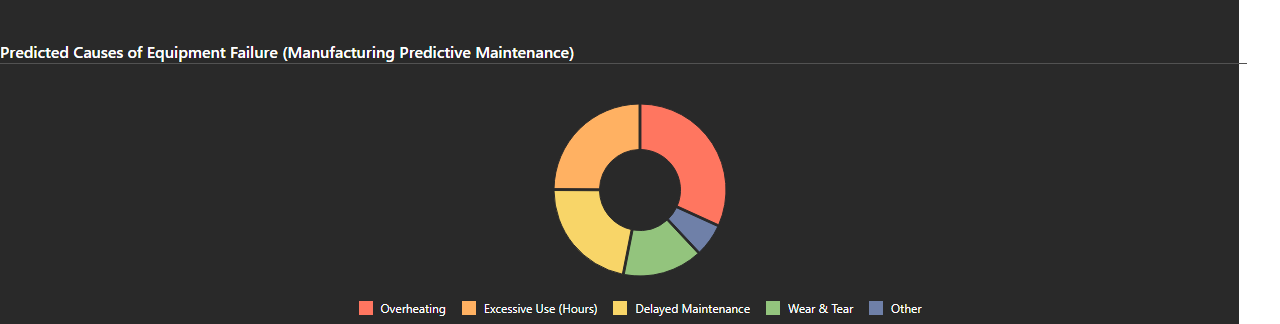 Predicted Causes of Equipment Failure (Manufacturing Predictive Maintenance)
Overheating Excessive Use (Hours) Delayed Maintenance Wear & Tear Other